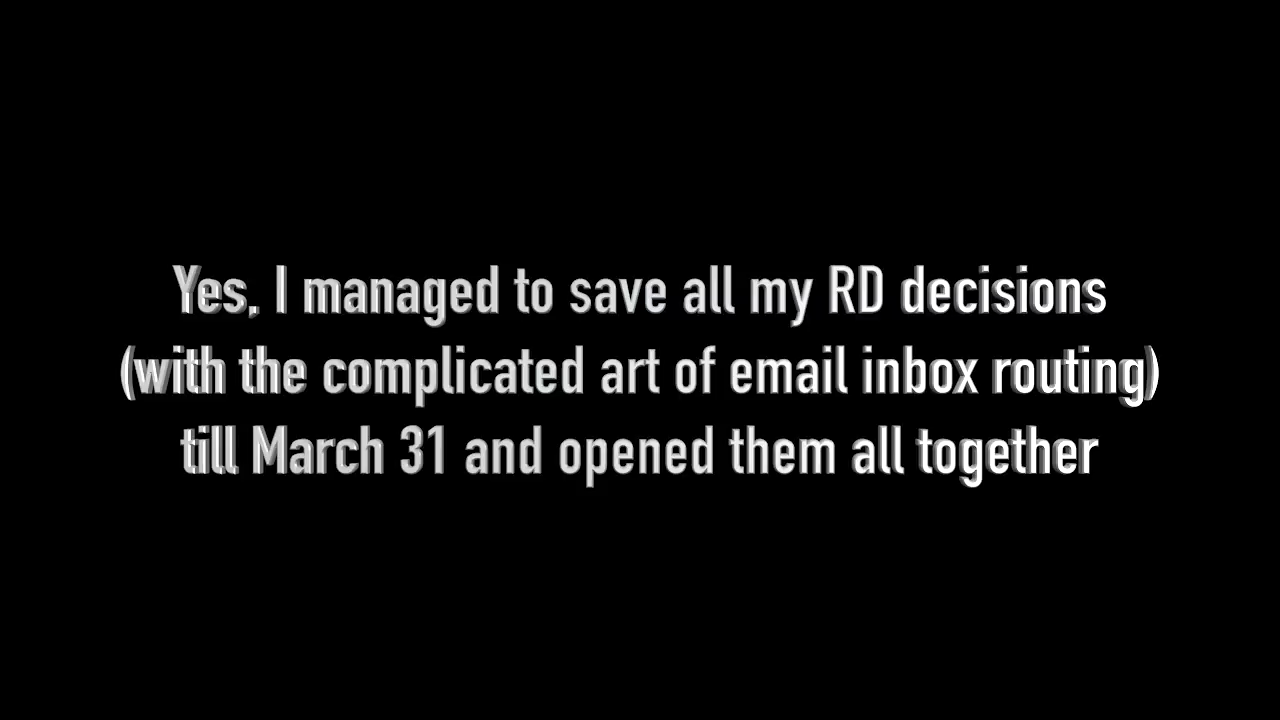 Yes, I managed to save all my RD decisions
(with the complicated art of email inbox routing)
till March 31 and opened them all together